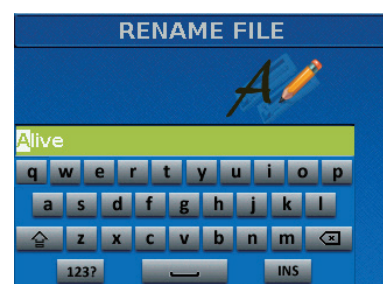 RENAME FILE
Alive
q w e r t y u i o p
a s d f g h j k l
z x c v b n m
123? INS